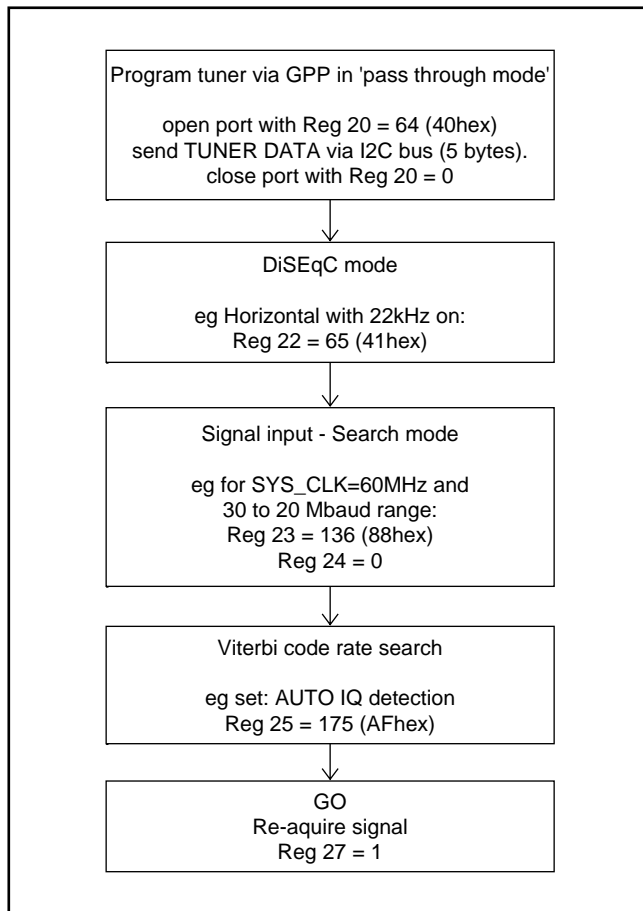 Program tuner via GPP in 'pass through mode'
open port with Reg 20 = 64 (40hex)
send TUNER DATA via I2C bus (5 bytes).
close port with Reg 20 = 0
DiSEqC mode
eg Horizontal with 22kHz on:
Reg 22 = 65 (41hex)
Signal input - Search mode
eg for SYS_CLK=60MHz and
30 to 20 Mbaud range:
Reg 23 = 136 (88hex)
Reg 24 = 0
Viterbi code rate search
eg set: AUTO IQ detection
Reg 25 = 175 (AFhex)
GO
Re-aquire signal
Reg 27 = 1